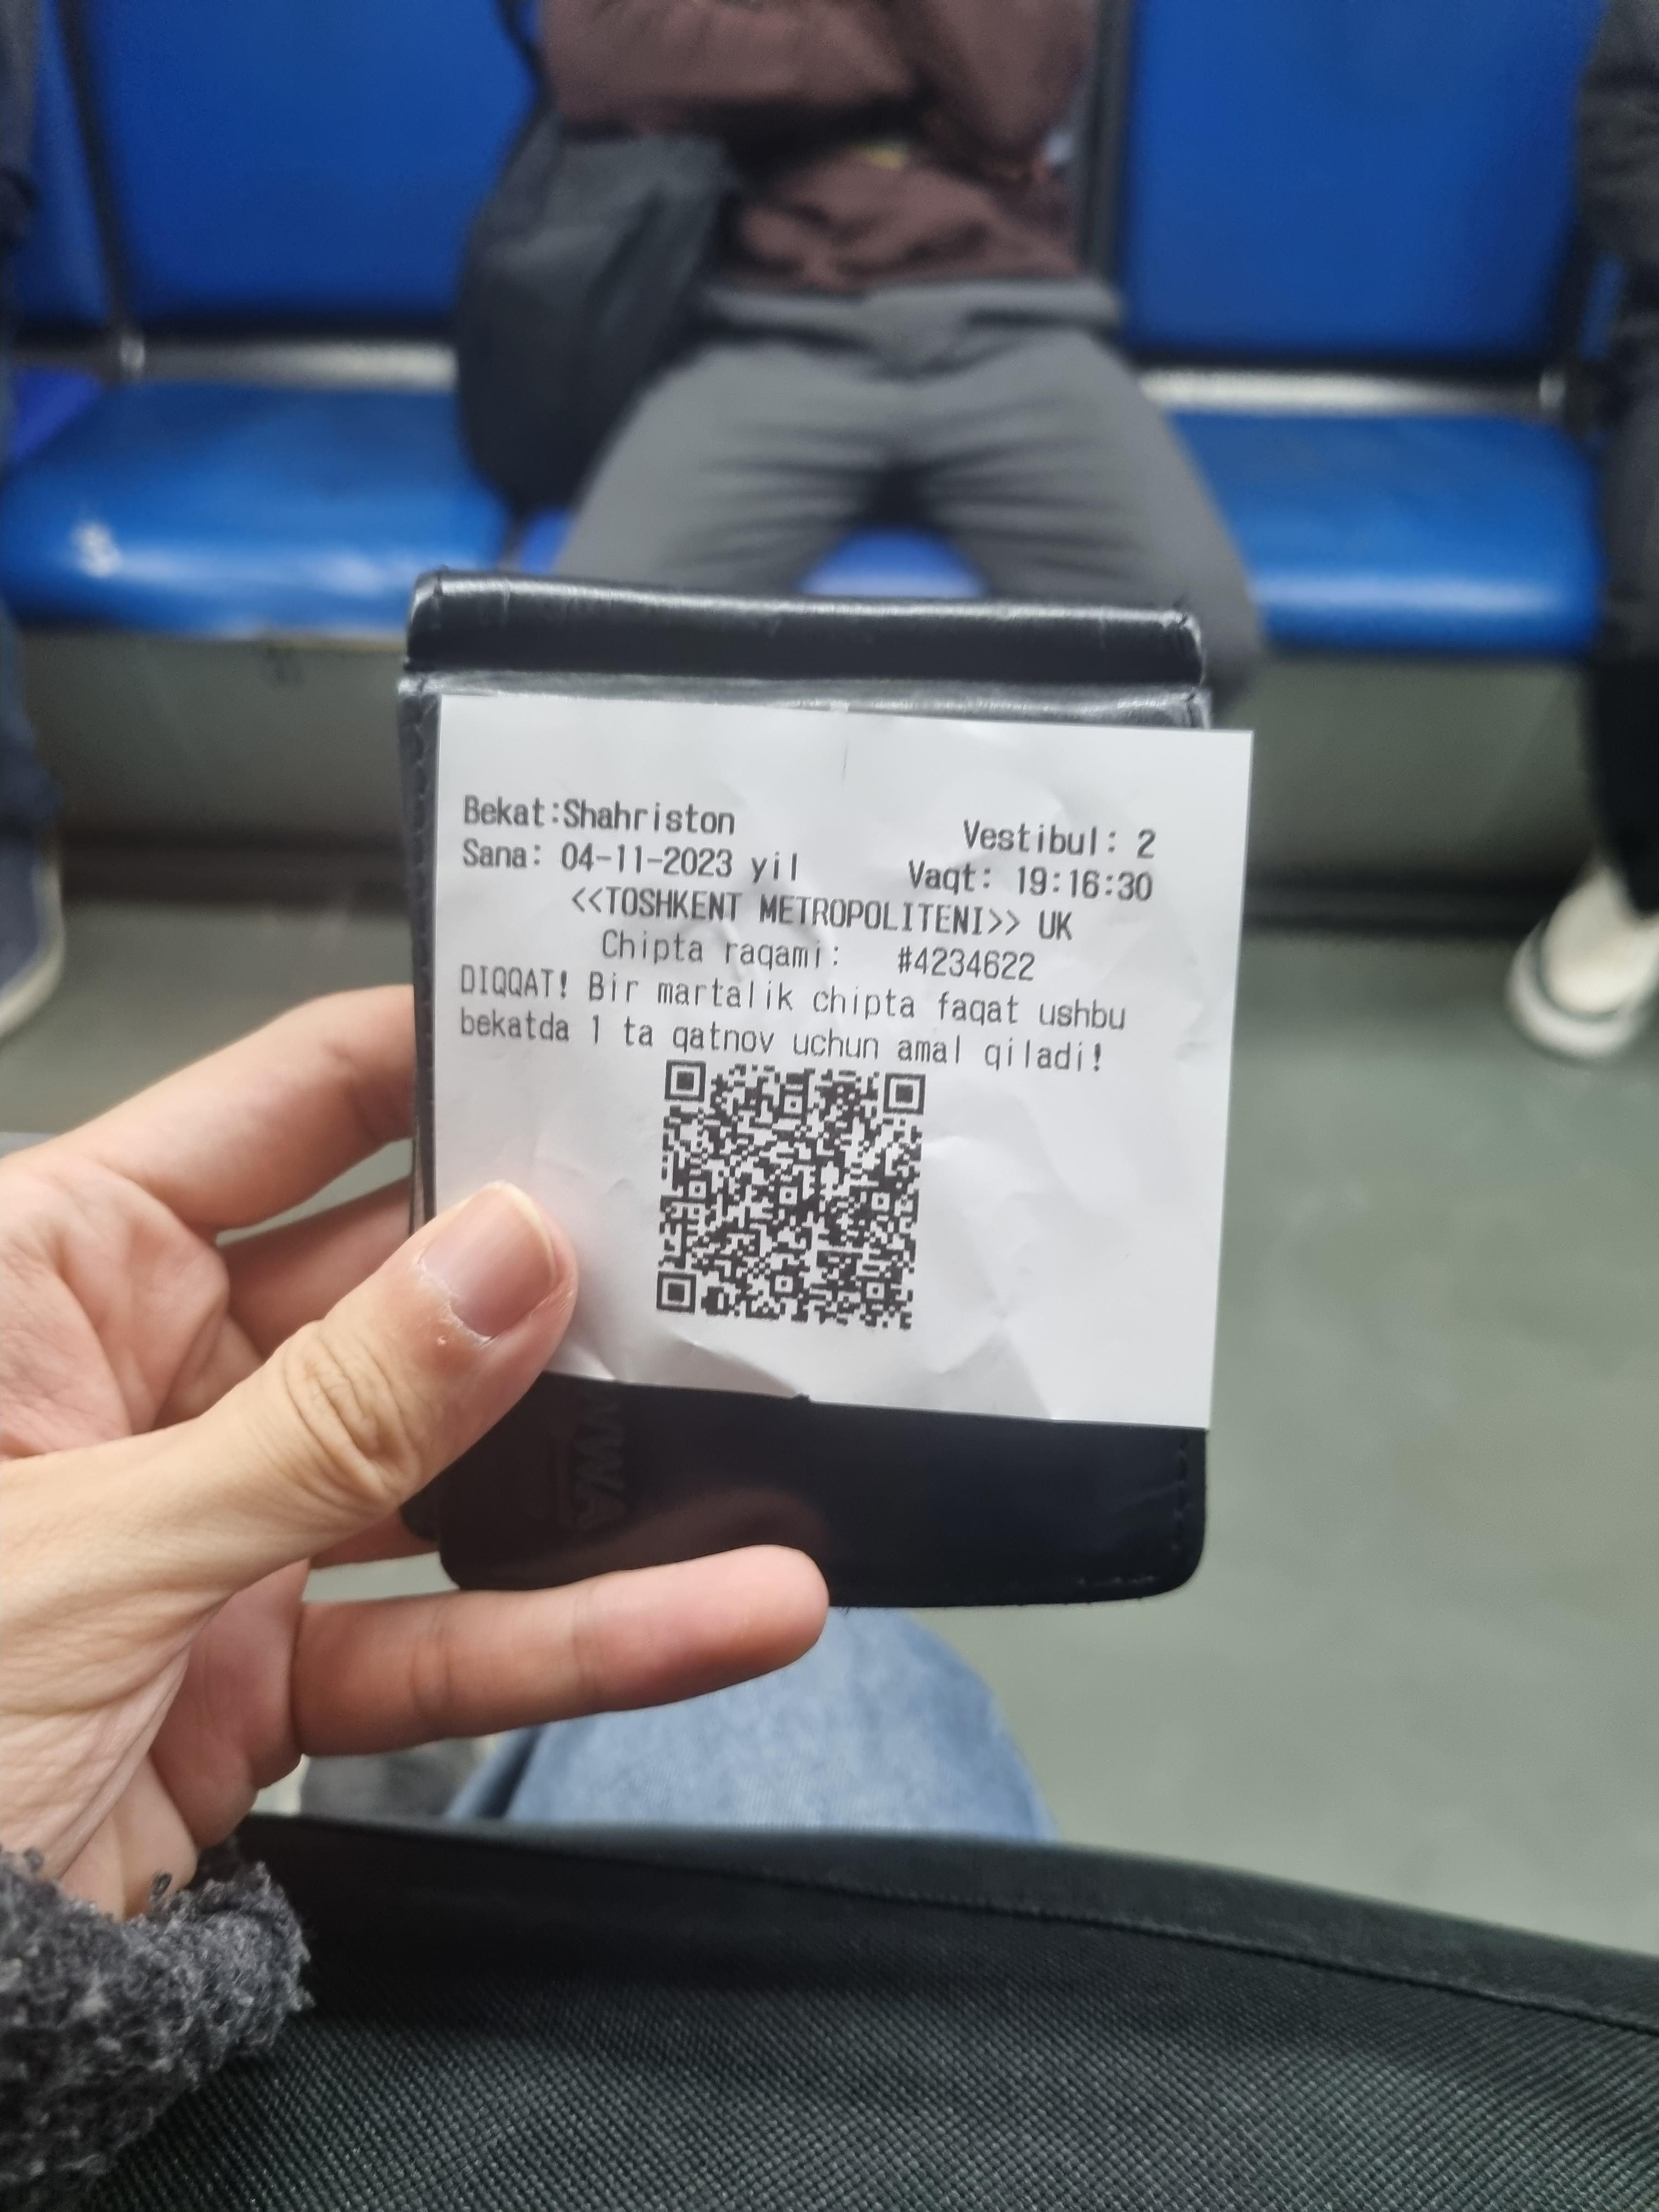 Bekat:Shahriston Vestibul: 2
Sana: 04-11-2023 yil Vaqt: 19:16:30
<<TOSHKENT METROPOLITENI>> UK
Chipta raqami: #4234622
DIQQAT! Bir martalik chipta faqat ushbu
bekatda 1 ta qatnov uchun amal qiladi!